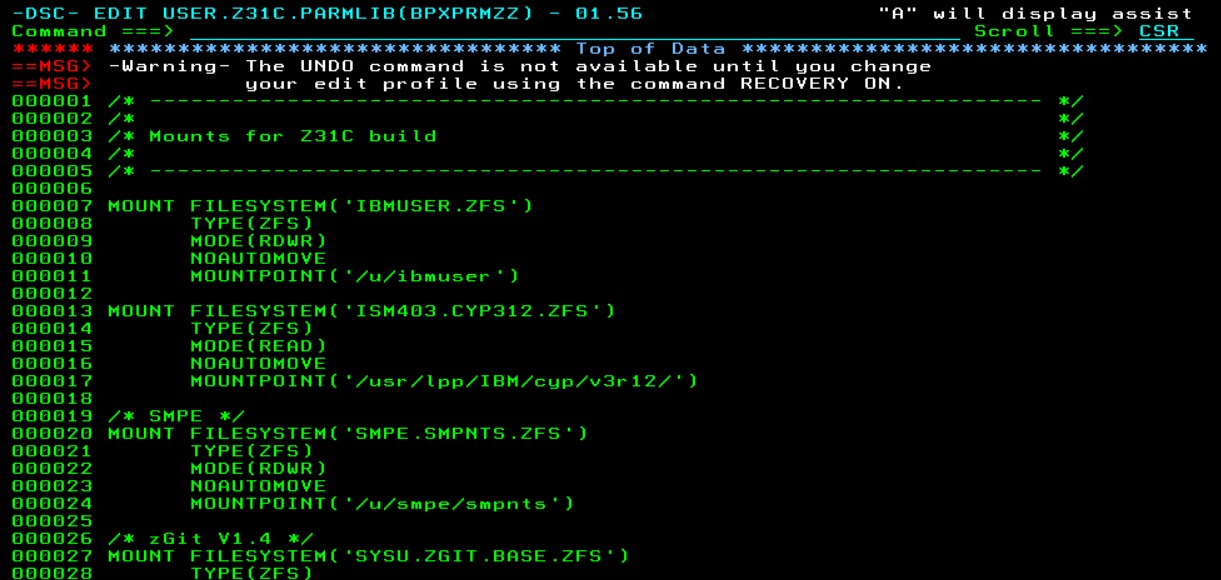 -DSC- EDIT USER.Z31C.PARMLIB(BPXPRMZZ) - 01.56 "A" will display assist
Command ===> Scroll ===> CSR
****** ********************************* Top of Data **********************************
==MSG> -Warning- The UNDO command is not available until you change
==MSG> your edit profile using the command RECOVERY ON.
000001 /* ----------------------------------------------------------------- */
000002 /* */
000003 /* Mounts for Z31C build */
000004 /* */
000005 /* ----------------------------------------------------------------- */
000006
000007 MOUNT FILESYSTEM('IBMUSER.ZFS')
000008 TYPE(ZFS)
000009 MODE(RDWR)
000010 NOAUTOMOVE
000011 MOUNTPOINT('/u/ibmuser')
000012
000013 MOUNT FILESYSTEM('ISM403.CYP312.ZFS')
000014 TYPE(ZFS)
000015 MODE(READ)
000016 NOAUTOMOVE
000017 MOUNTPOINT('/usr/lpp/IBM/cyp/v3r12/')
000018
000019 /* SMPE */
000020 MOUNT FILESYSTEM('SMPE.SMPNTS.ZFS')
000021 TYPE(ZFS)
000022 MODE(RDWR)
000023 NOAUTOMOVE
000024 MOUNTPOINT('/u/smpe/smpnts')
000025
000026 /* zGit V1.4 */
000027 MOUNT FILESYSTEM('SYSU.ZGIT.BASE.ZFS')
000028 TYPE(ZFS)